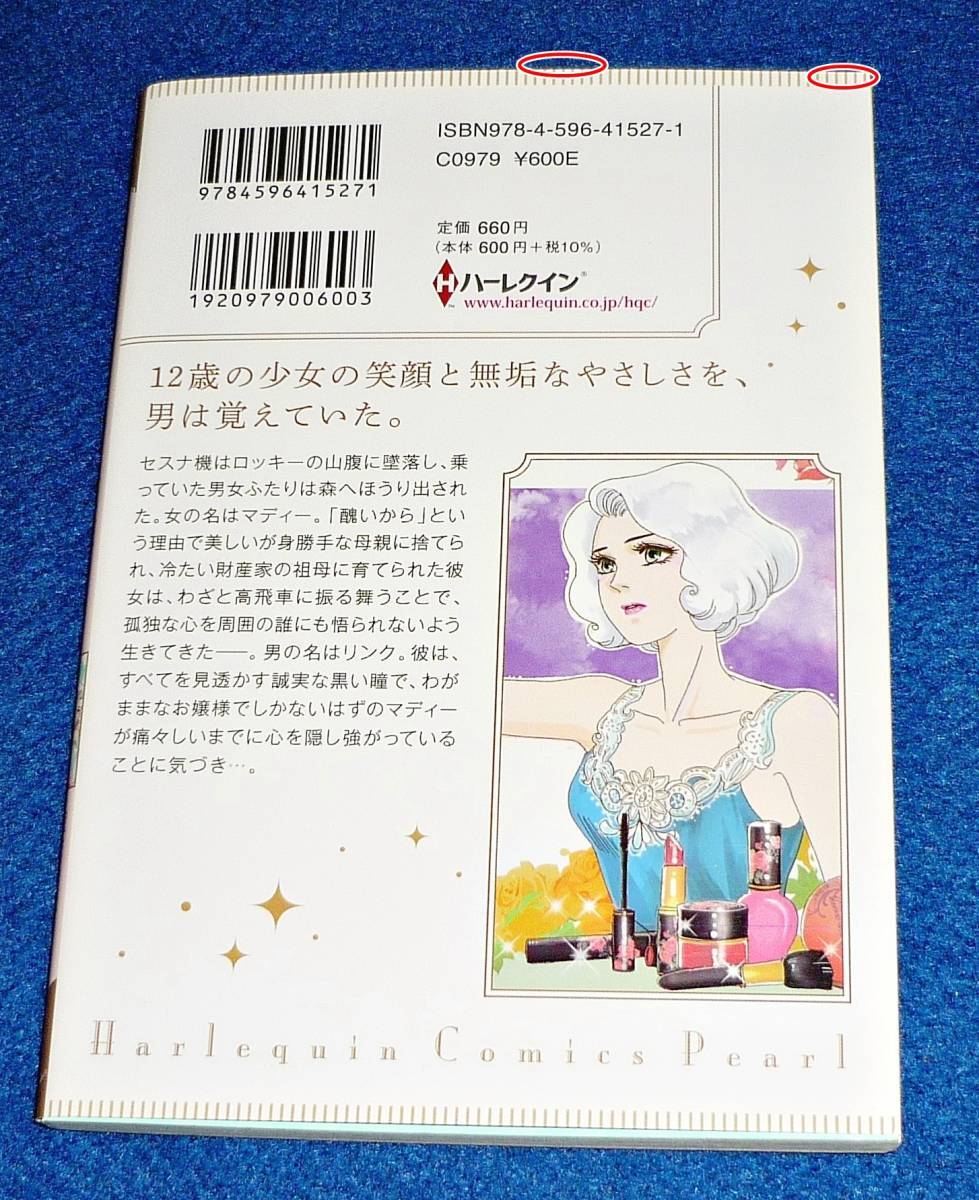 ISBN978-4-596-41527-1
C0979 ¥600E
9784596415271
定価 660円
(本体 600円+税10%)
1920979006003
H ハーレクイン®
™
www.harlequin.co.jp/hqc/
12歳の少女の笑顔と無垢なやさしさを、
男は覚えていた。
セスナ機はロッキーの山腹に墜落し、乗
っていた男女ふたりは森へほうり出され
た。女の名はマディー。「醜いから」とい
う理由で美しいが身勝手な母親に捨てら
れ、冷たい財産家の祖母に育てられた彼
女は、わざと高飛車に振る舞うことで、
孤独な心を周囲の誰にも悟られないよう
生きてきた――。男の名はリンク。彼は、
すべてを見透かす誠実な黒い瞳で、わが
ままなお嬢様でしかないはずのマディー
が痛々しいまでに心を隠し強がっている
ことに気づき…。
Harlequin Comics Pearl